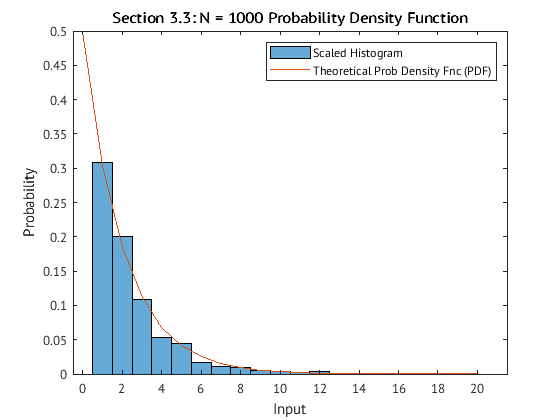 Section 3.3: N = 1000 Probability Density Function
Scaled Histogram
Theoretical Prob Density Fnc (PDF)
0.5
0.45
0.4
0.35
0.3
0.25
0.2
0.15
0.1
0.05
0
Probability
0 2 4 6 8 10 12 14 16 18 20
Input